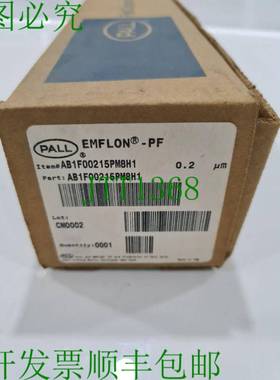 图必究
PALL
EMFLON®-PF
Item#AB1F00215PM8H1 0.2 µm
Part:AB1F00215PM8H1
JTT1368
Lot:
CM0002
Quantity:0001
开发票顺丰包邮